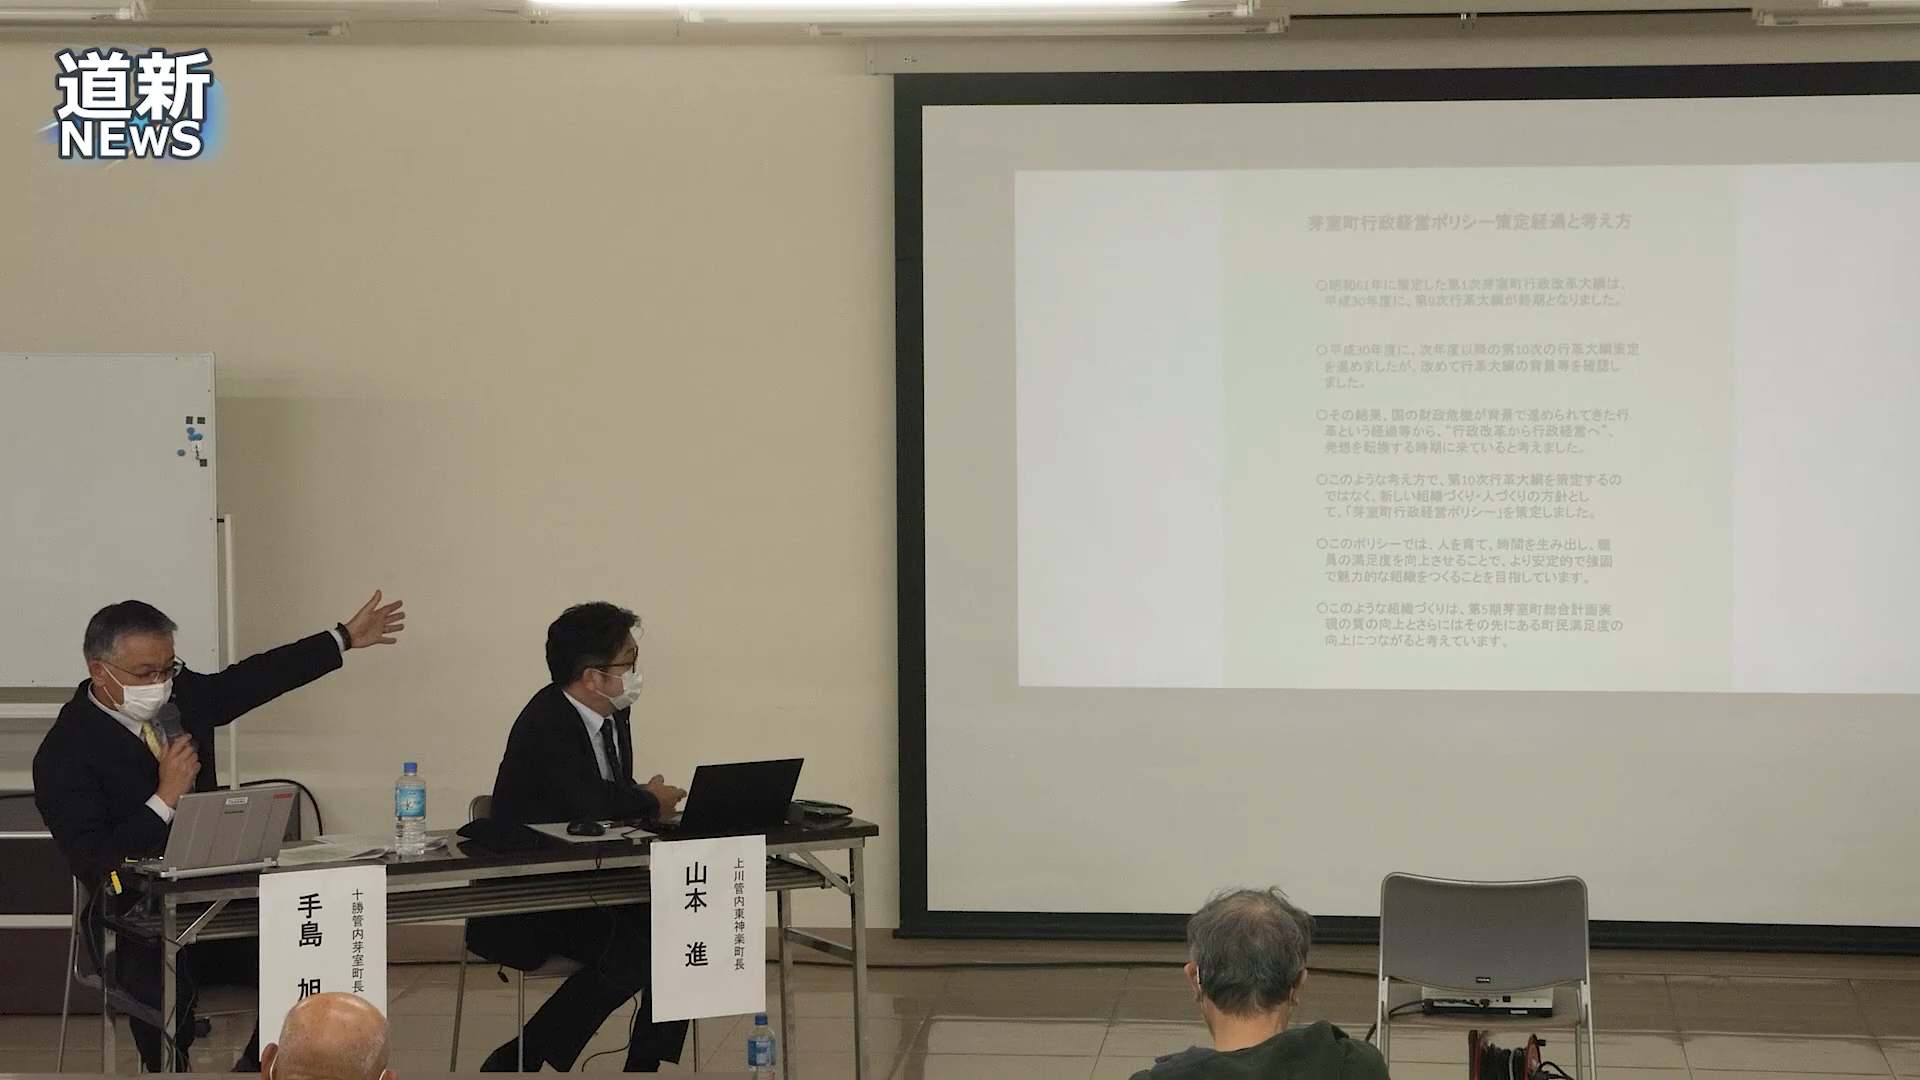 道新
NEWS
芽室町行政経営ポリシー策定経過と考え方
○昭和61年に策定した第1次芽室町行政改革大綱は、
平成30年度に、第9次行革大綱が終期となりました。
○平成30年度に、次年度以降の第10次の行革大綱策定
を進めましたが、改めて行革大綱の背景等を確認し
ました。
○その結果、国の財政危機が背景で進められてきた行
革という経過等から、“行政改革から行政経営へ”、
発想を転換する時期に来ていると考えました。
○このような考え方で、第10次行革大綱を策定するの
ではなく、新しい組織づくり・人づくりの方針とし
て、「芽室町行政経営ポリシー」を策定しました。
○このポリシーでは、人を育て、時間を生み出し、職
員の満足度を向上させることで、より安定的で強固
で魅力的な組織をつくることを目指しています。
○このような組織づくりは、第5期芽室町総合計画実
現の質の向上とさらにはその先にある町民満足度の
向上につながると考えています。
十勝管内芽室町長
手島 旭
上川管内東神楽町長
山本 進